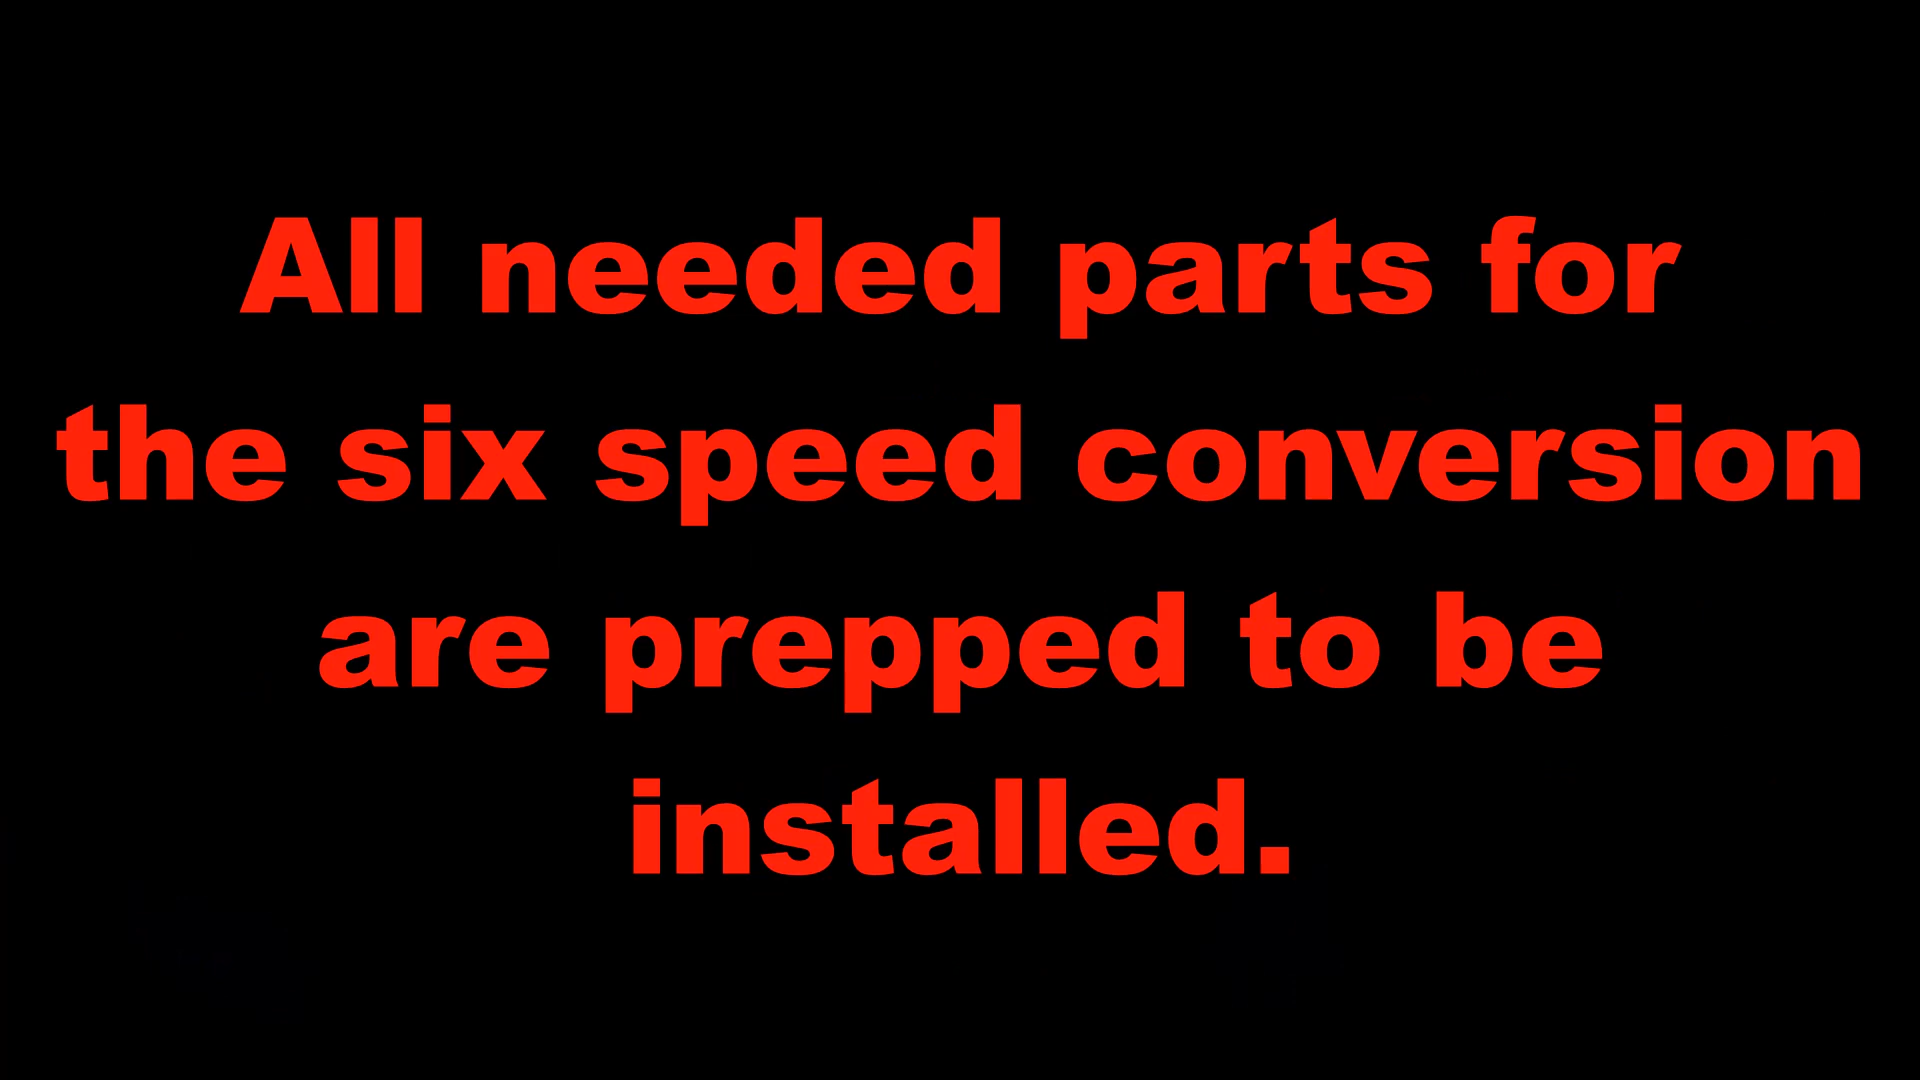 All needed parts for
the six speed conversion
are prepped to be
installed.